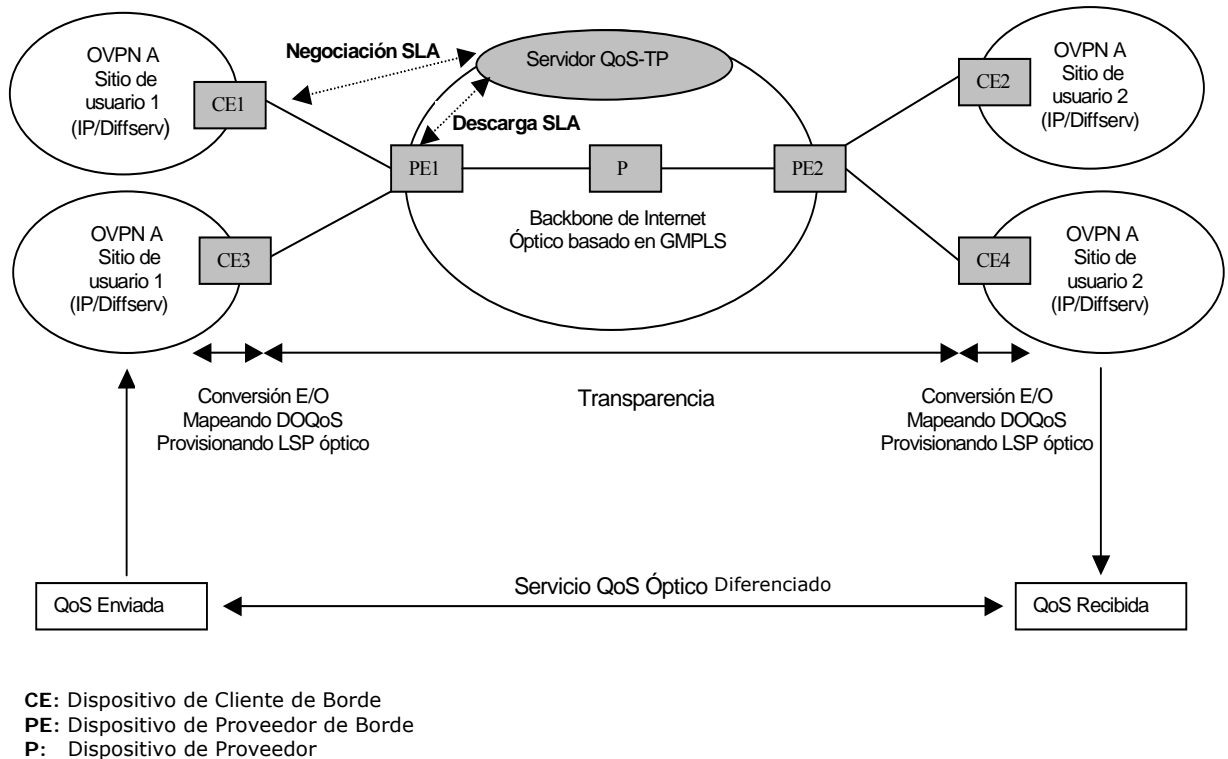 OVPN A
Sitio de
usuario 1
(IP/Diffserv)
CE1
Negociación SLA
Servidor QoS-TP
Descarga SLA
CE2
OVPN A
Sitio de
usuario 2
(IP/Diffserv)
PE1
P
PE2
Backbone de Internet
Óptico basado en GMPLS
OVPN A
Sitio de
usuario 1
(IP/Diffserv)
CE3
CE4
OVPN A
Sitio de
usuario 2
(IP/Diffserv)
Conversión E/O
Mapeando DOQoS
Provisionando LSP óptico
Transparencia
Conversión E/O
Mapeando DOQoS
Provisionando LSP óptico
QoS Enviada
Servicio QoS Óptico Diferenciado
QoS Recibida
CE: Dispositivo de Cliente de Borde
PE: Dispositivo de Proveedor de Borde
P: Dispositivo de Proveedor